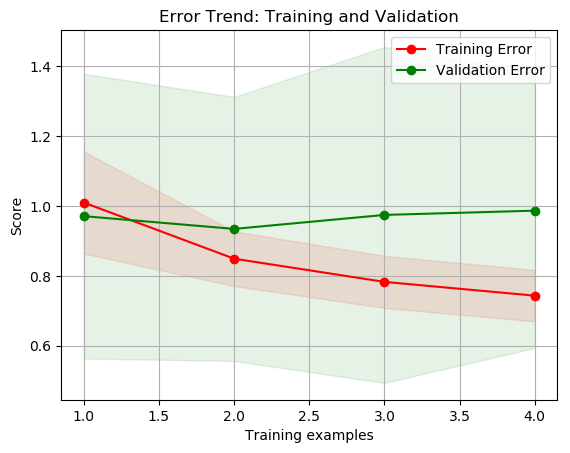 Error Trend: Training and Validation
Training Error
Validation Error
1.4
1.2
1.0
0.8
0.6
Score
1.0
1.5
2.0
2.5
3.0
3.5
4.0
Training examples